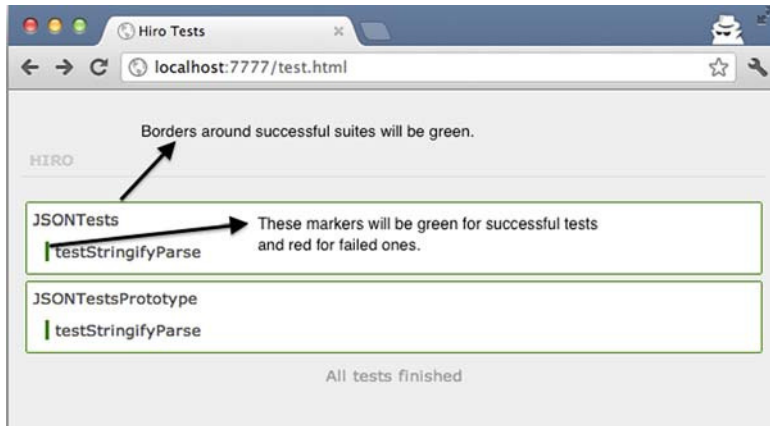 Hiro Tests
localhost:7777/test.html
Borders around successful suites will be green.
HIRO
JSONTests
These markers will be green for successful tests
and red for failed ones.
testStringifyParse
JSONTestsPrototype
testStringifyParse
All tests finished